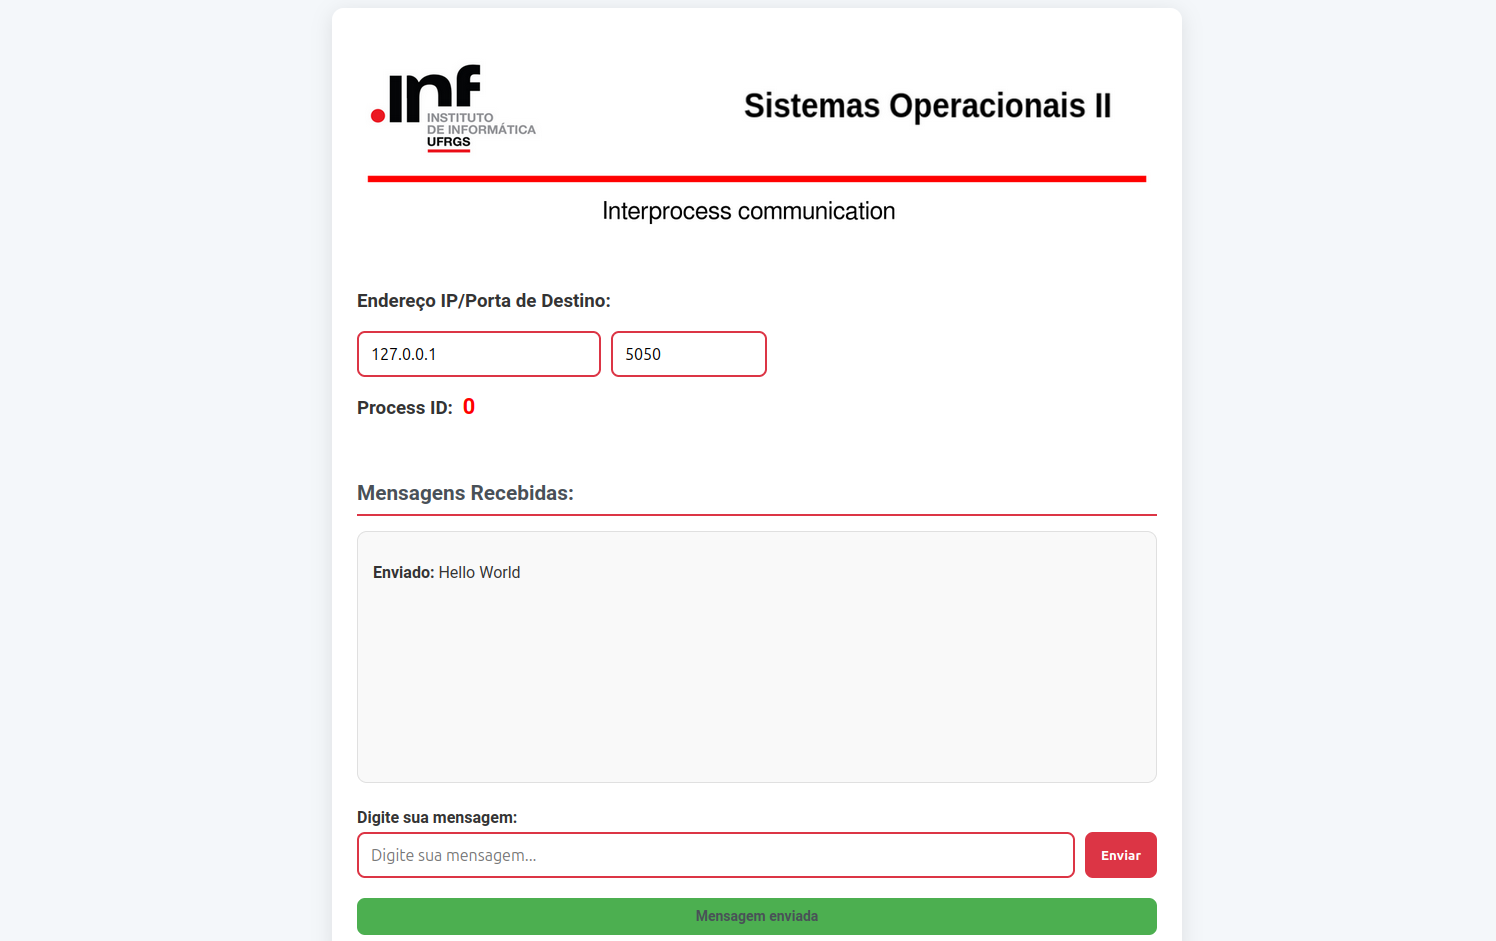 .inf
INSTITUTO
DE INFORMÁTICA
UFRGS
Sistemas Operacionais II
Interprocess communication
Endereço IP/Porta de Destino:
127.0.0.1 5050
Process ID: 0
Mensagens Recebidas:
Enviado: Hello World
Digite sua mensagem:
Digite sua mensagem... Enviar
Mensagem enviada